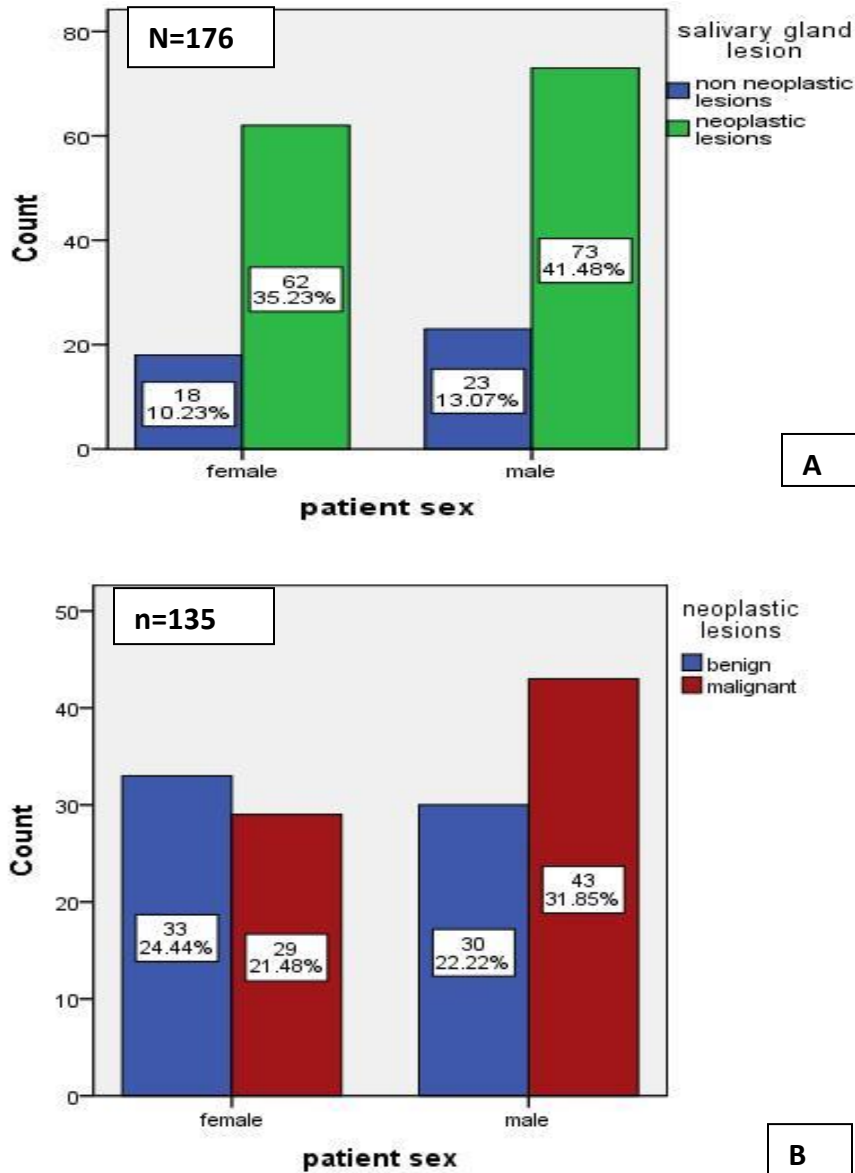 N=176
salivary gland
lesion
non neoplastic
lesions
neoplastic
lesions
Count
80
60
40
20
0
18
10.23%
62
35.23%
23
13.07%
73
41.48%
female
male
patient sex
A
n=135
neoplastic
lesions
benign
malignant
Count
50
40
30
20
10
0
33
24.44%
29
21.48%
30
22.22%
43
31.85%
female
male
patient sex
B